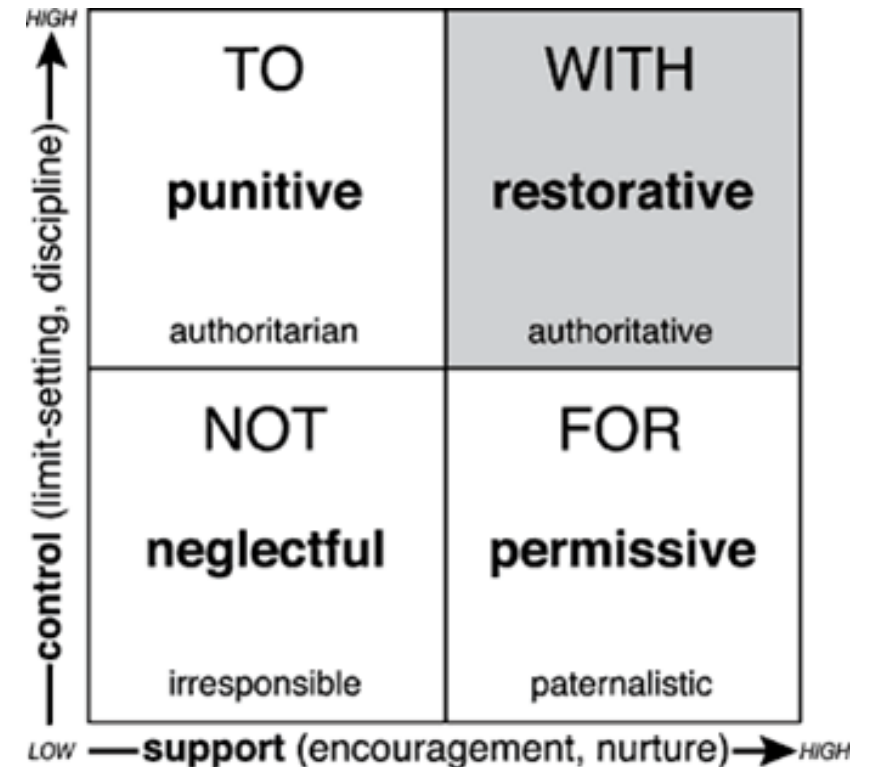 HIGH
TO
WITH
punitive
restorative
authoritarian
authoritative
control (limit-setting, discipline)
NOT
FOR
neglectful
permissive
irresponsible
paternalistic
LOW
support (encouragement, nurture)
HIGH